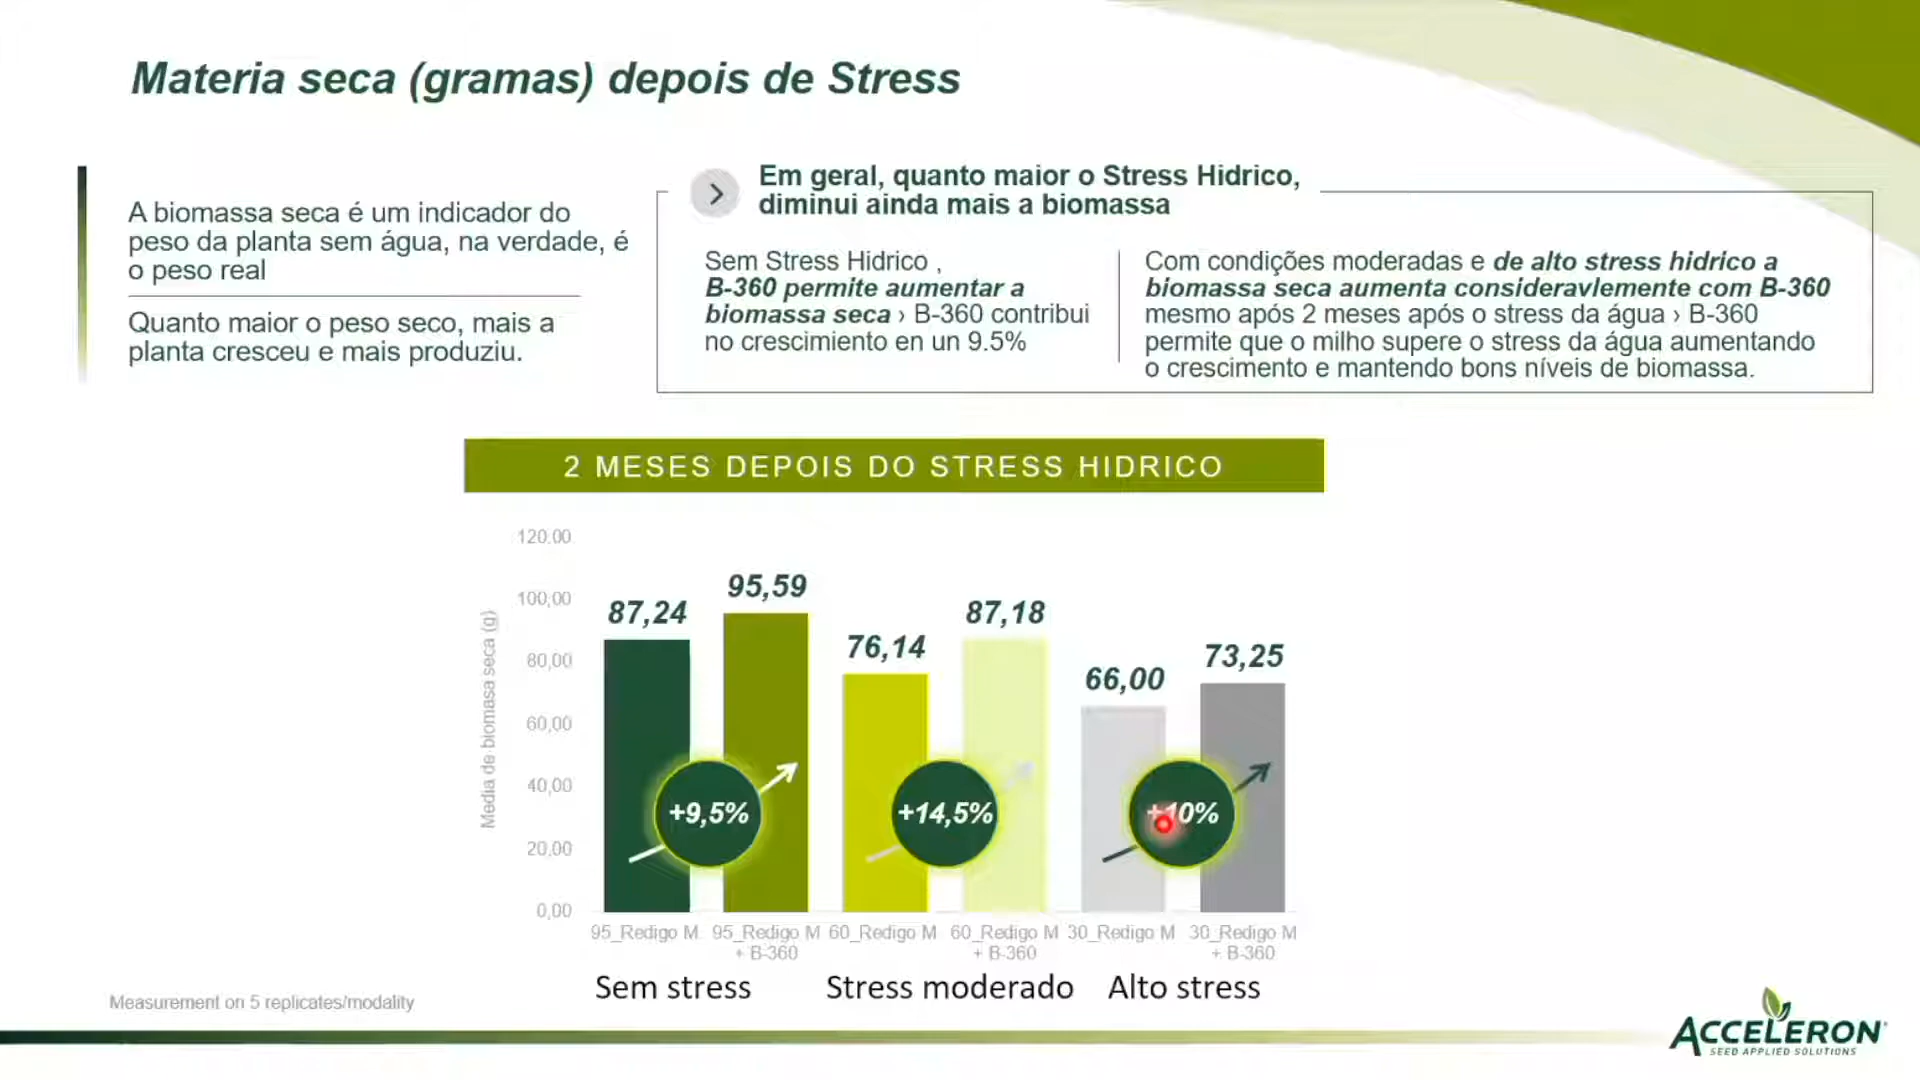 Materia seca (gramas) depois de Stress
A biomassa seca é um indicador do
peso da planta sem água, na verdade, é
o peso real
Quanto maior o peso seco, mais a
planta cresceu e mais produziu.
Em geral, quanto maior o Stress Hidrico,
diminui ainda mais a biomassa
Sem Stress Hidrico ,
B-360 permite aumentar a
biomassa seca › B-360 contribui
no crescimiento en un 9.5%
Com condições moderadas e de alto stress hidrico a
biomassa seca aumenta consideravlemente com B-360
mesmo após 2 meses após o stress da água › B-360
permite que o milho supere o stress da água aumentando
o crescimento e mantendo bons níveis de biomassa.
2 MESES DEPOIS DO STRESS HIDRICO
Media de biomasa seca (g)
120.00
100,00
80,00
60,00
40,00
20,00
0,00
87,24
95,59
76,14
87,18
66,00
73,25
+9,5%
+14,5%
+10%
95_Redigo M
95_Redigo M
+ B-360
60_Redigo M
60_Redigo M
+ B-360
30_Redigo M
30_Redigo M
+ B-360
Sem stress
Stress moderado
Alto stress
Measurement on 5 replicates/modality
ACCELERON
SEED APPLIED SOLUTIONS